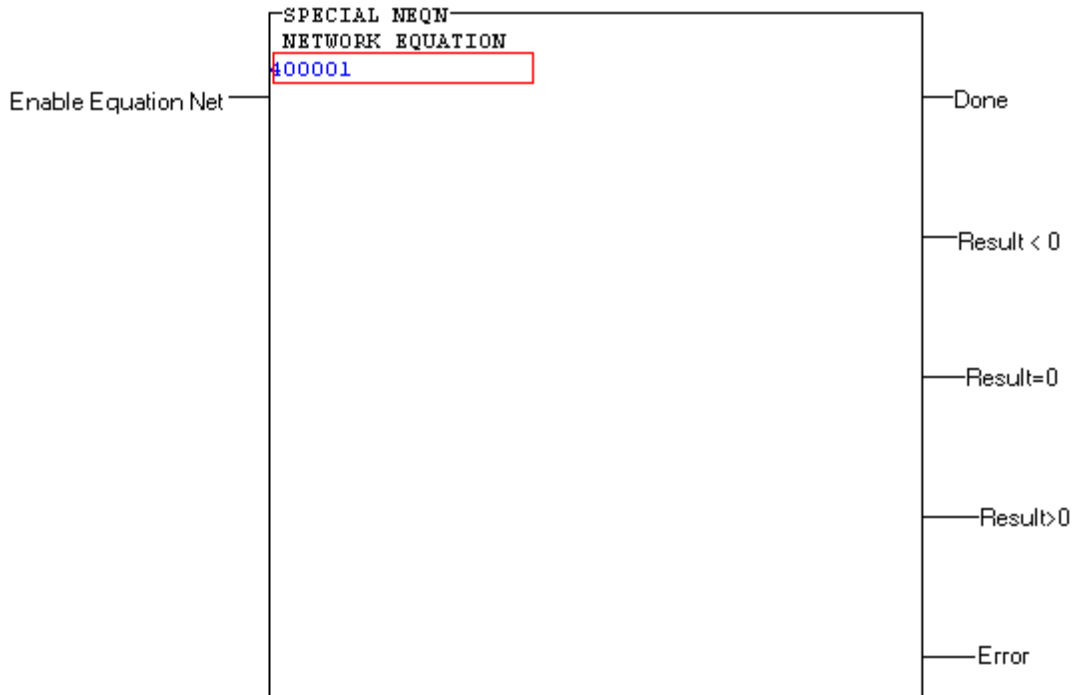 SPECIAL NEQN
NETWORK EQUATION
400001
Enable Equation Net
Done
Result < 0
Result=0
Result>0
Error